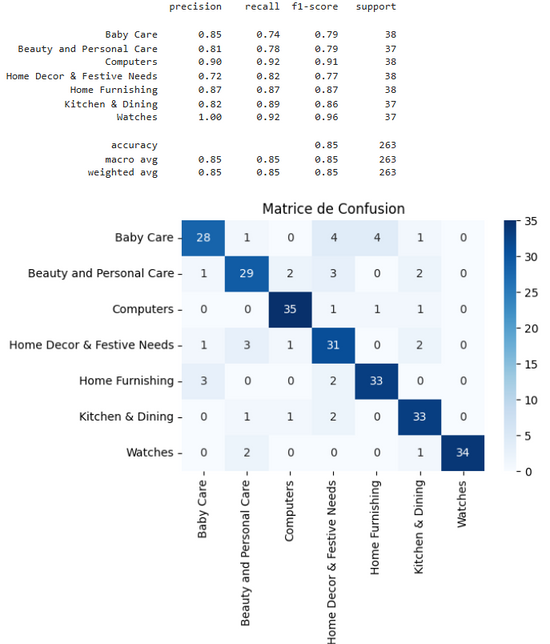 precision recall f1-score support
Baby Care 0.85 0.74 0.79 38
Beauty and Personal Care 0.81 0.78 0.79 37
Computers 0.90 0.92 0.91 38
Home Decor & Festive Needs 0.72 0.82 0.77 38
Home Furnishing 0.87 0.87 0.87 38
Kitchen & Dining 0.82 0.89 0.86 37
Watches 1.00 0.92 0.96 37
accuracy 0.85 263
macro avg 0.85 0.85 0.85 263
weighted avg 0.85 0.85 0.85 263
Matrice de Confusion
Baby Care 28 1 0 4 4 1 0
Beauty and Personal Care 1 29 2 3 0 2 0
Computers 0 0 35 1 1 1 0
Home Decor & Festive Needs 1 3 1 31 0 2 0
Home Furnishing 3 0 0 2 33 0 0
Kitchen & Dining 0 1 1 2 0 33 0
Watches 0 2 0 0 0 1 34
Baby Care
Beauty and Personal Care
Computers
Home Decor & Festive Needs
Home Furnishing
Kitchen & Dining
Watches
35
30
25
20
15
10
5
0